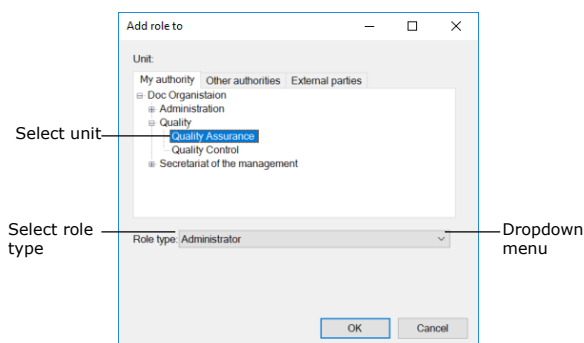 Add role to
Unit:
My authority Other authorities External parties
Doc Organistaion
Administration
Quality
Select unit
Quality Assurance
Quality Control
Secretariat of the management
Select role
type
Role type: Administrator
Dropdown
menu
OK Cancel